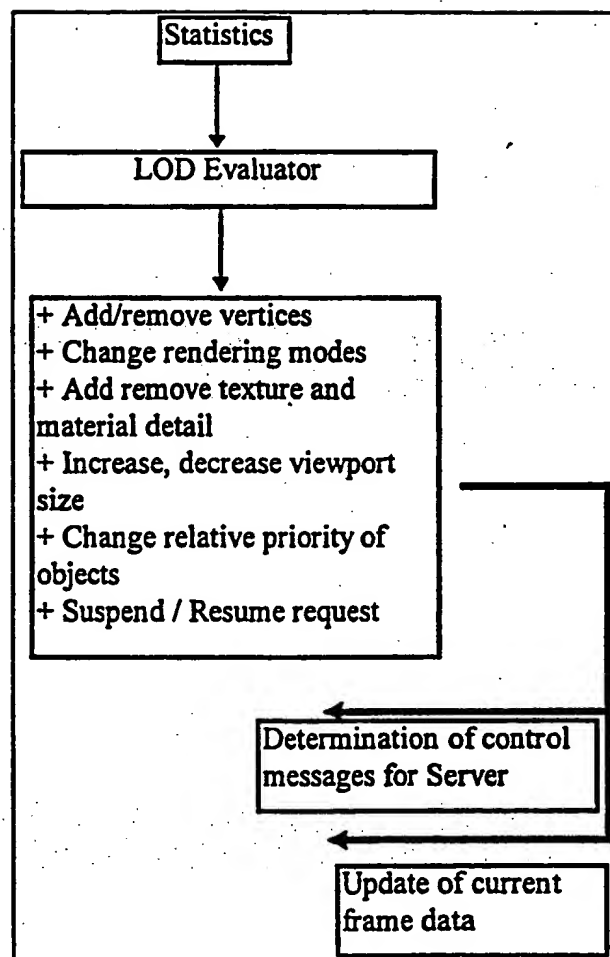 Statistics
LOD Evaluator
+ Add/remove vertices
+ Change rendering modes
+ Add remove texture and
material detail
+ Increase, decrease viewport
size
+ Change relative priority of
objects
+ Suspend / Resume request
Determination of control
messages for Server
Update of current
frame data